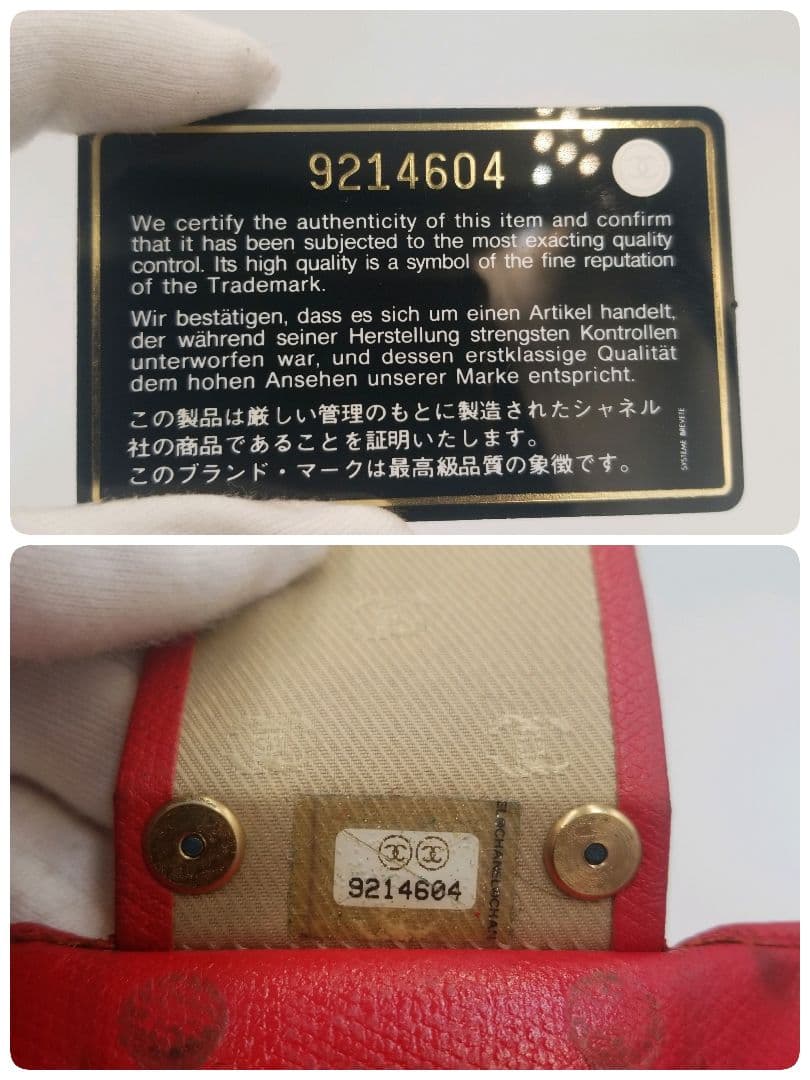 9214604
We certify the authenticity of this item and confirm
that it has been subjected to the most exacting quality
control. Its high quality is a symbol of the fine reputation
of the Trademark.
Wir bestätigen, dass es sich um einen Artikel handelt,
der während seiner Herstellung strengsten Kontrollen
unterworfen war, und dessen erstklassige Qualität
dem hohen Ansehen unserer Marke entspricht.
この製品は厳しい管理のもとに製造されたシャネル
社の商品であることを証明いたします。
このブランド・マークは最高級品質の象徴です。
SYSTEME BREVETE
9214604